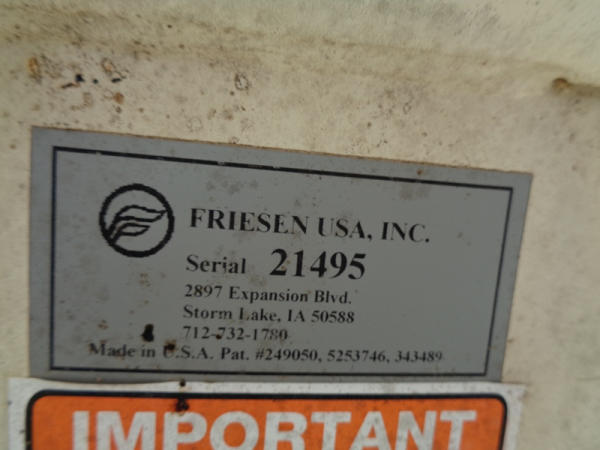 FRIESEN USA, INC.
Serial 21495
2897 Expansion Blvd.
Storm Lake, IA 50588
712-732-1780
Made in U.S.A. Pat. #249050, 5253746, 343489
IMPORTANT